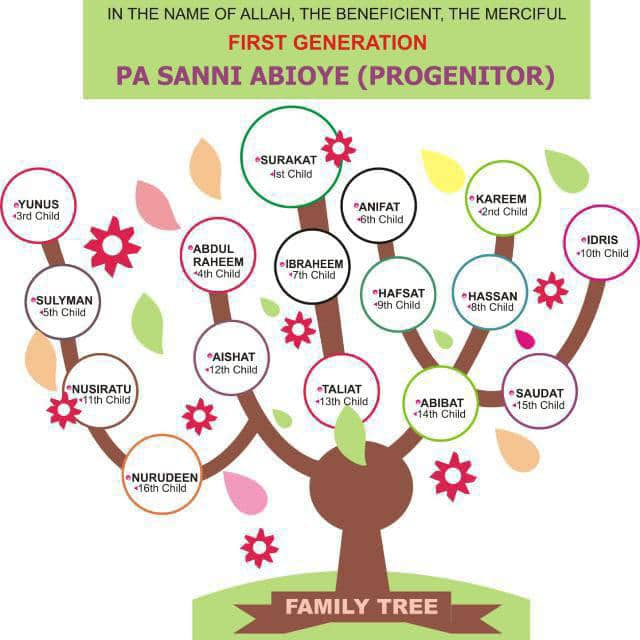 IN THE NAME OF ALLAH, THE BENEFICIENT, THE MERCIFUL
FIRST GENERATION
PA SANNI ABIOYE (PROGENITOR)
SURAKAT
1st Child
YUNUS
3rd Child
ANIFAT
6th Child
KAREEM
2nd Child
ABDUL
RAHEEM
4th Child
IBRAHEEM
7th Child
IDRIS
10th Child
SULYMAN
5th Child
HAFSAT
9th Child
HASSAN
8th Child
AISHAT
12th Child
NUSIRATU
11th Child
TALIAT
13th Child
ABIBAT
14th Child
SAUDAT
15th Child
NURUDEEN
16th Child
FAMILY TREE